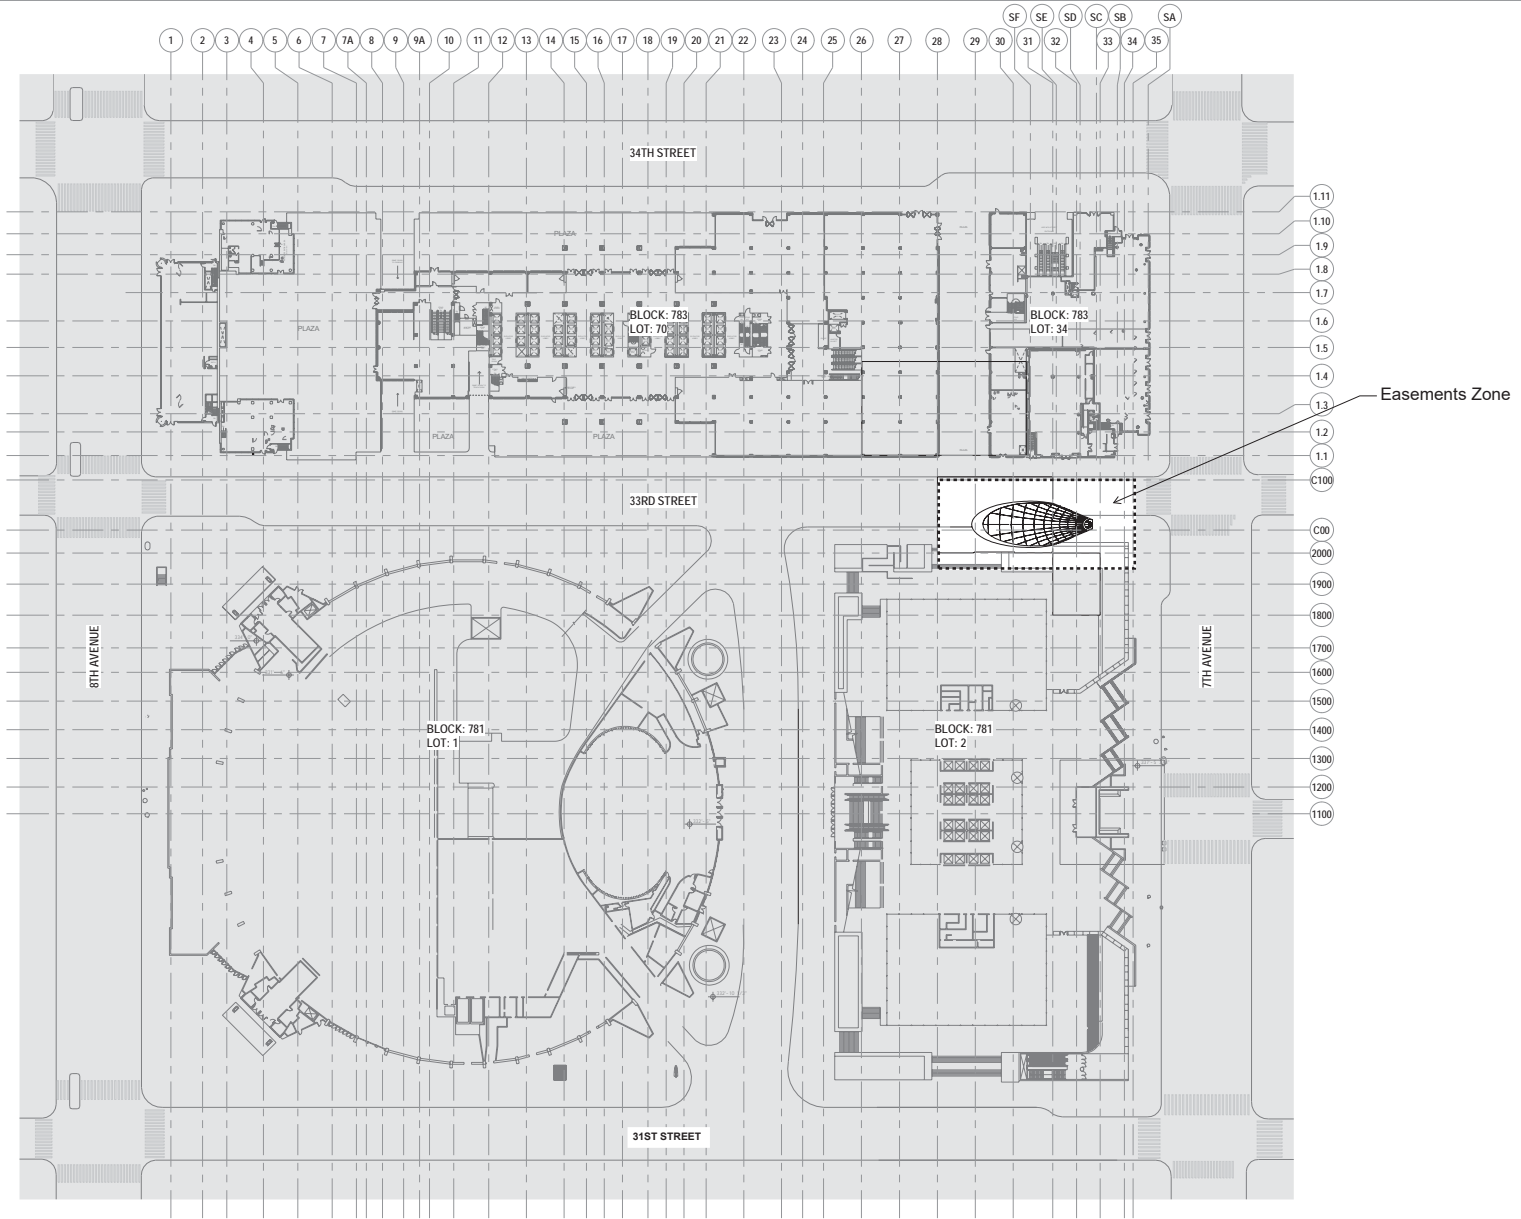 SF SE SD SC SB SA
1 2 3 4 5 6 7 7A 8 9 9A 10 11 12 13 14 15 16 17 18 19 20 21 22 23 24 25 26 27 28 29 30 31 32 33 34 35
34TH STREET
1.11
1.10
1.9
1.8
1.7
1.6
1.5
1.4
1.3
1.2
1.1
C100
C00
2000
1900
1800
1700
1600
1500
1400
1300
1200
1100
PLAZA
PLAZA
BLOCK: 783
LOT: 70
BLOCK: 783
LOT: 34
Easements Zone
PLAZA
PLAZA
33RD STREET
8TH AVENUE
7TH AVENUE
BLOCK: 781
LOT: 1
BLOCK: 781
LOT: 2
31ST STREET